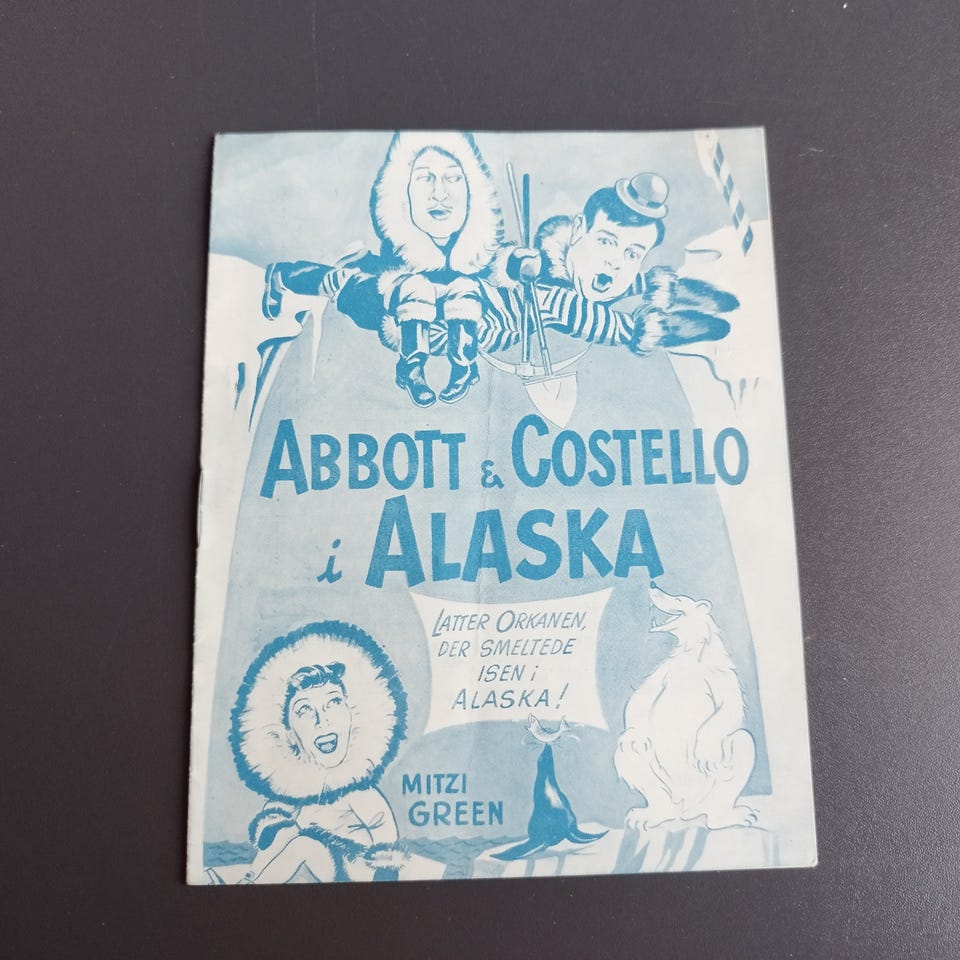 ABBOTT & COSTELLO
i ALASKA
LATTER ORKANEN,
DER SMELTEDE
ISEN i
ALASKA!
MITZI
GREEN